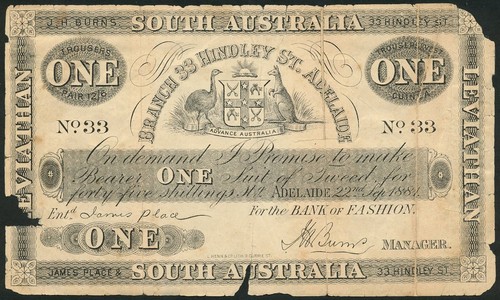 SOUTH AUSTRALIA
J. H. BURNS
33 HINDLEY ST.
TROUSERS
ONE
PAIR 12/6
BRANCH 33 HINDLEY ST. ADELAIDE
TROUSER & VEST
ONE
GUINEA
LEVIATHAN
LEVIATHAN
ADVANCE AUSTRALIA
No. 33
No. 33
On demand I Promise to make
Bearer ONE Suit of Tweed for
forty-five shillings
ADELAIDE 22nd Sep 1864
Entd. James Place
For the BANK OF FASHION.
ONE
J H Burns MANAGER.
JAMES PLACE &
SOUTH AUSTRALIA
33 HINDLEY ST.